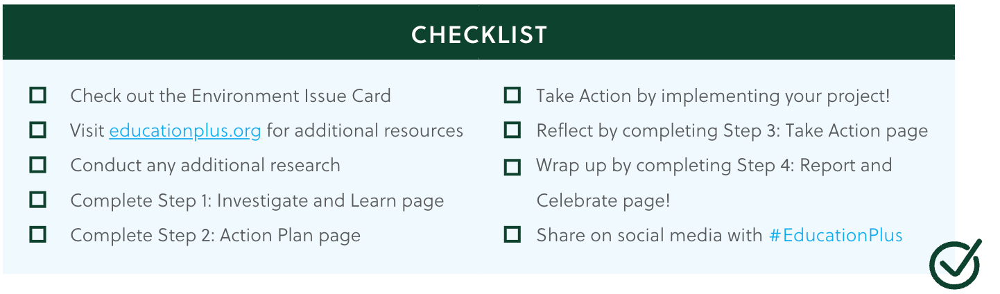 CHECKLIST
Check out the Environment Issue Card
Visit educationplus.org for additional resources
Conduct any additional research
Complete Step 1: Investigate and Learn page
Complete Step 2: Action Plan page
Take Action by implementing your project!
Reflect by completing Step 3: Take Action page
Wrap up by completing Step 4: Report and
Celebrate page!
Share on social media with #EducationPlus